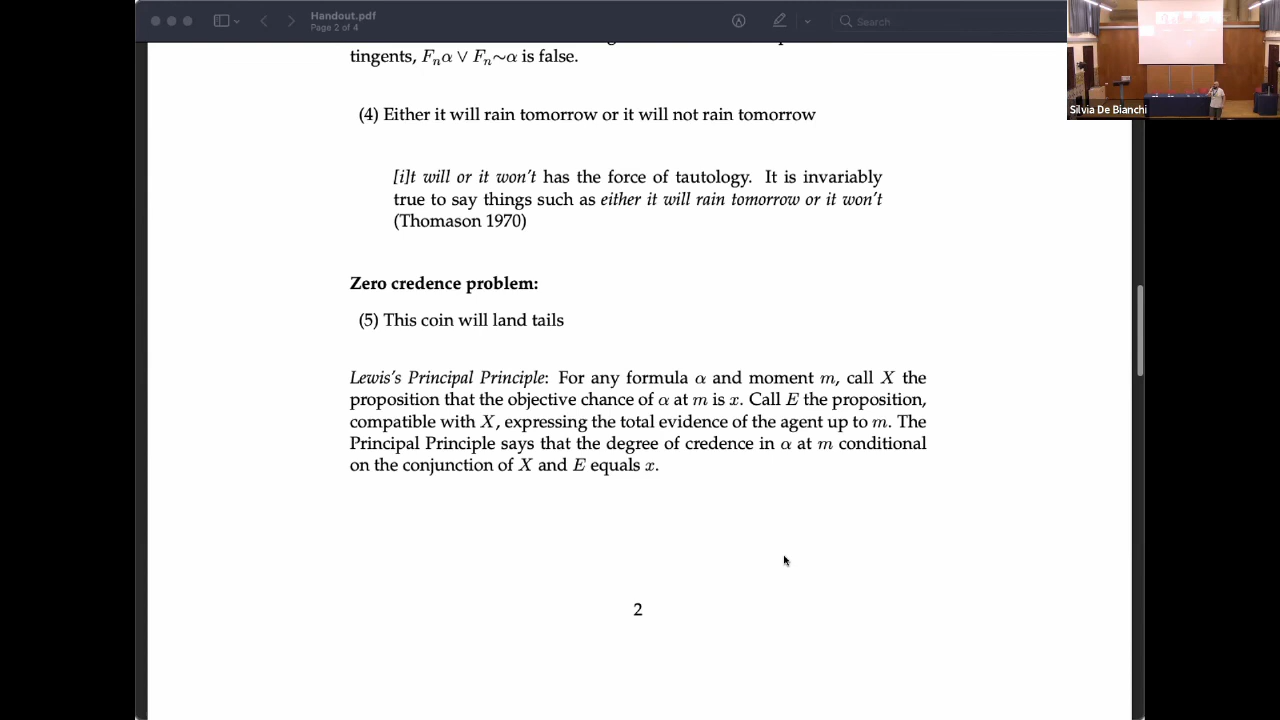 Handout.pdf
Page 2 of 4
Search
Silvia De Bianchi
tingents, Fₙα ∨ Fₙ∼α is false.
(4) Either it will rain tomorrow or it will not rain tomorrow
[i]t will or it won't has the force of tautology. It is invariably
true to say things such as either it will rain tomorrow or it won't
(Thomason 1970)
Zero credence problem:
(5) This coin will land tails
Lewis's Principal Principle: For any formula α and moment m, call X the
proposition that the objective chance of α at m is x. Call E the proposition,
compatible with X, expressing the total evidence of the agent up to m. The
Principal Principle says that the degree of credence in α at m conditional
on the conjunction of X and E equals x.
2